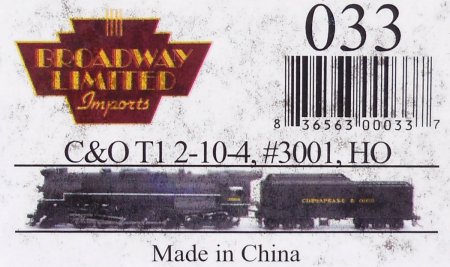 BROADWAY
LIMITED
Imports
033
8 36563 00033 7
C&O T1 2-10-4, #3001, HO
CHESAPEAKE & OHIO
Made in China